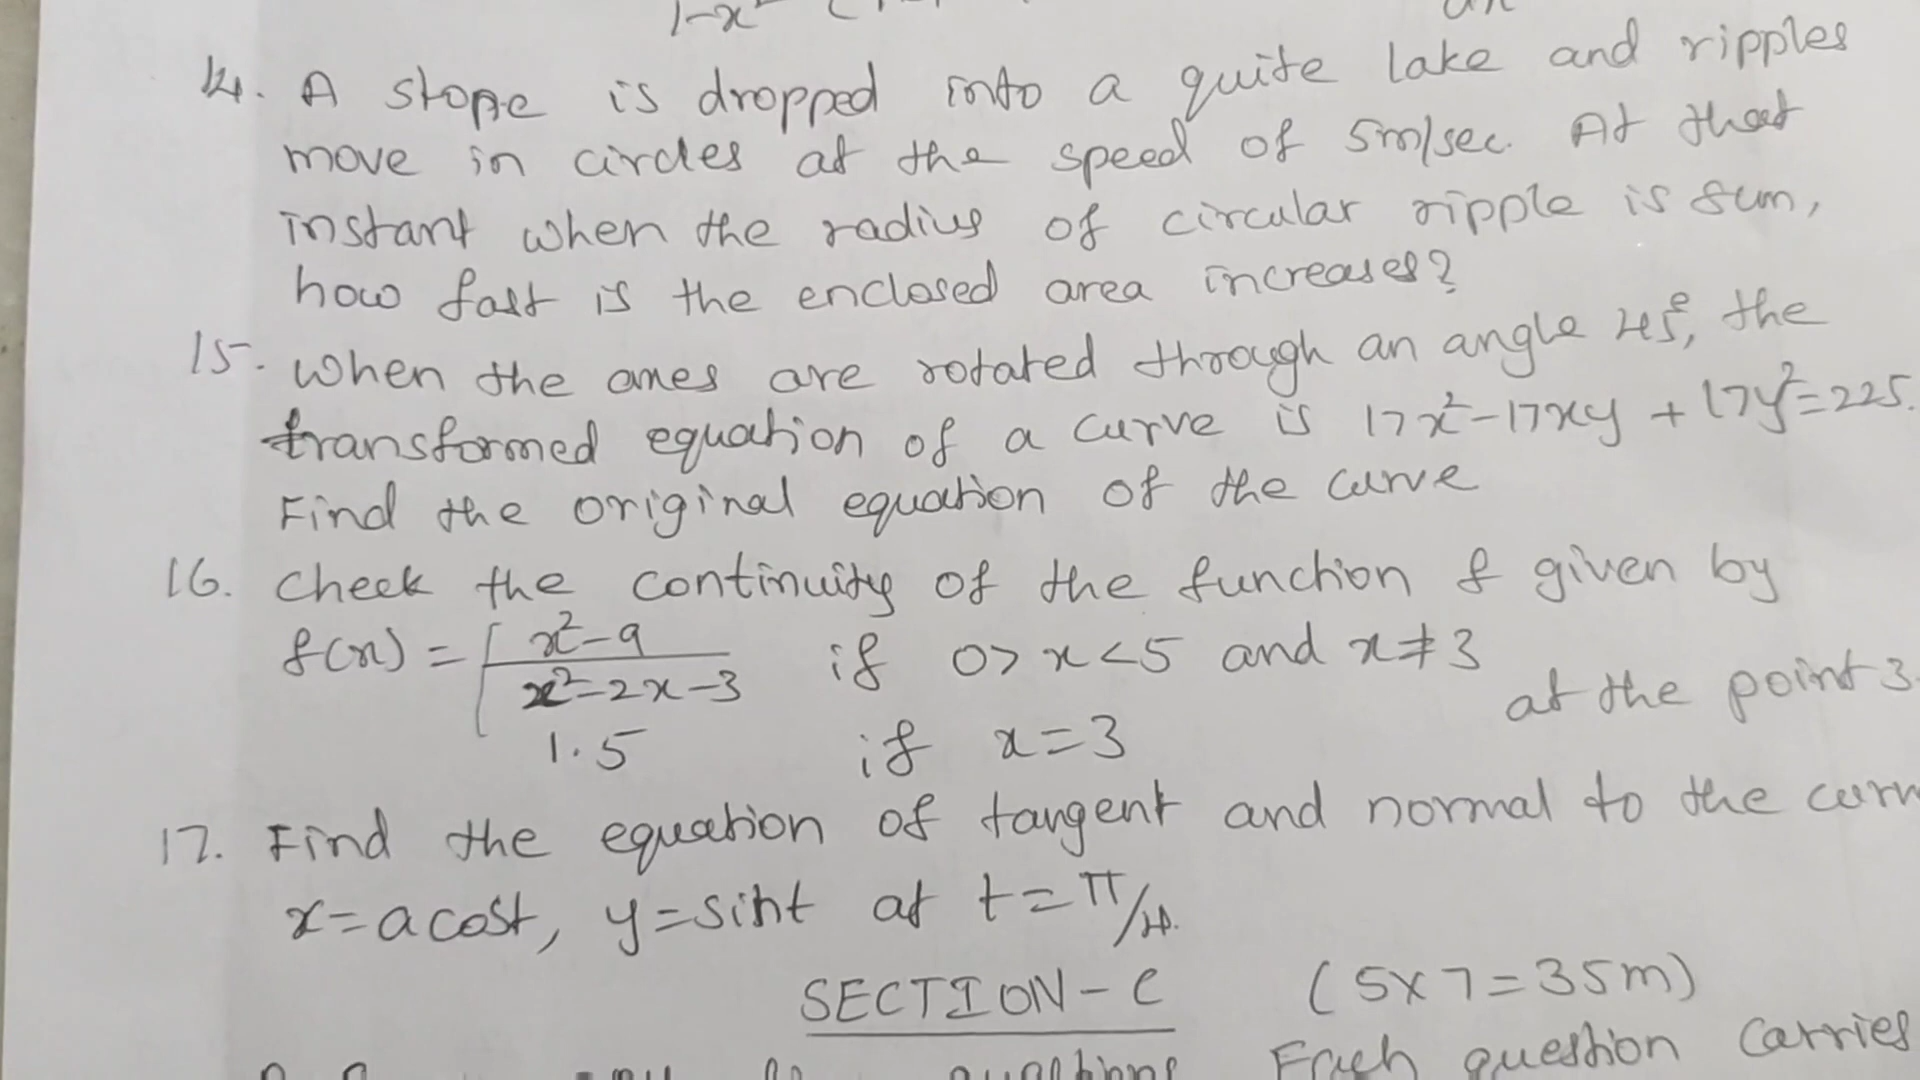 1-x²
14. A stone is dropped into a quite lake and ripples
move in circles at the speed of 5m/sec. At that
instant when the radius of circular ripple is 8cm,
how fast is the enclosed area increases?
15. when the axes are rotated through an angle 45°, the
transformed equation of a curve is 17x²-17xy + 17y²=225.
Find the original equation of the curve
16. check the continuity of the function f given by
f(x) = { x²-9 / x²-2x-3 if 0> x<5 and x≠3
at the point 3.
1.5 if x=3
17. Find the equation of tangent and normal to the
x=a cost, y=sint at t=π/4.
SECTION-C (5x7=35m)
questions Each question carries